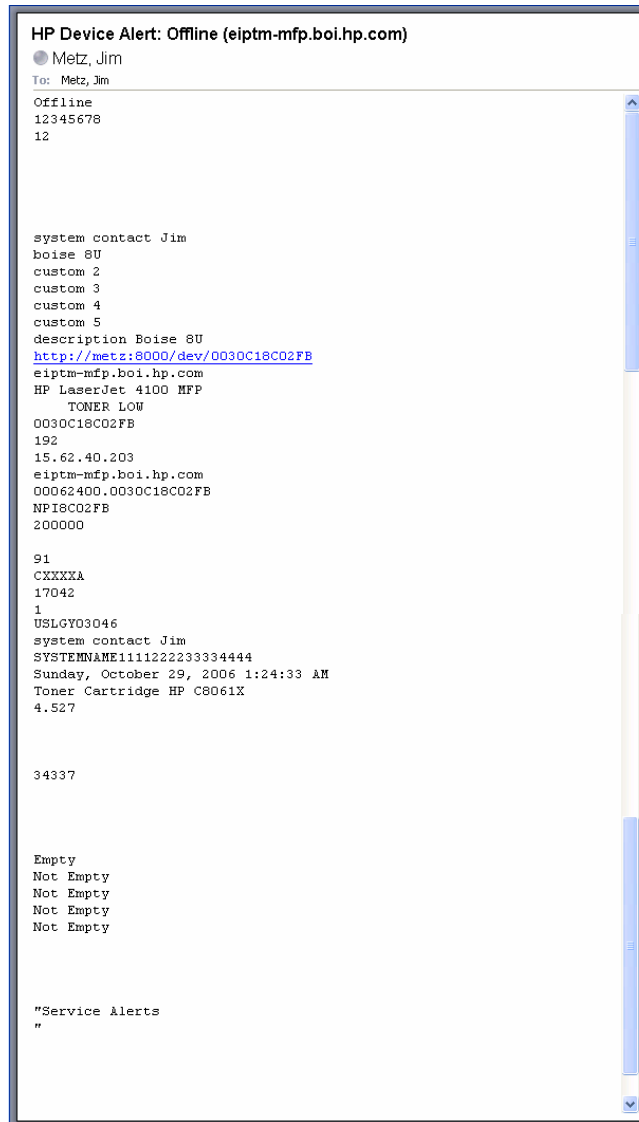 HP Device Alert: Offline (eiptm-mfp.boi.hp.com)
Metz, Jim
To: Metz, Jim
Offline
12345678
12
system contact Jim
boise 8U
custom 2
custom 3
custom 4
custom 5
description Boise 8U
http://metz:8000/dev/0030C18C02FB
eiptm-mfp.boi.hp.com
HP LaserJet 4100 MFP
TONER LOW
0030C18C02FB
192
15.62.40.203
eiptm-mfp.boi.hp.com
00062400.0030C18C02FB
NPI8C02FB
200000
91
CXXXXA
17042
1
USLGY03046
system contact Jim
SYSTEMNAME1111222233334444
Sunday, October 29, 2006 1:24:33 AM
Toner Cartridge HP C8061X
4.527
34337
Empty
Not Empty
Not Empty
Not Empty
Not Empty
"Service Alerts
"